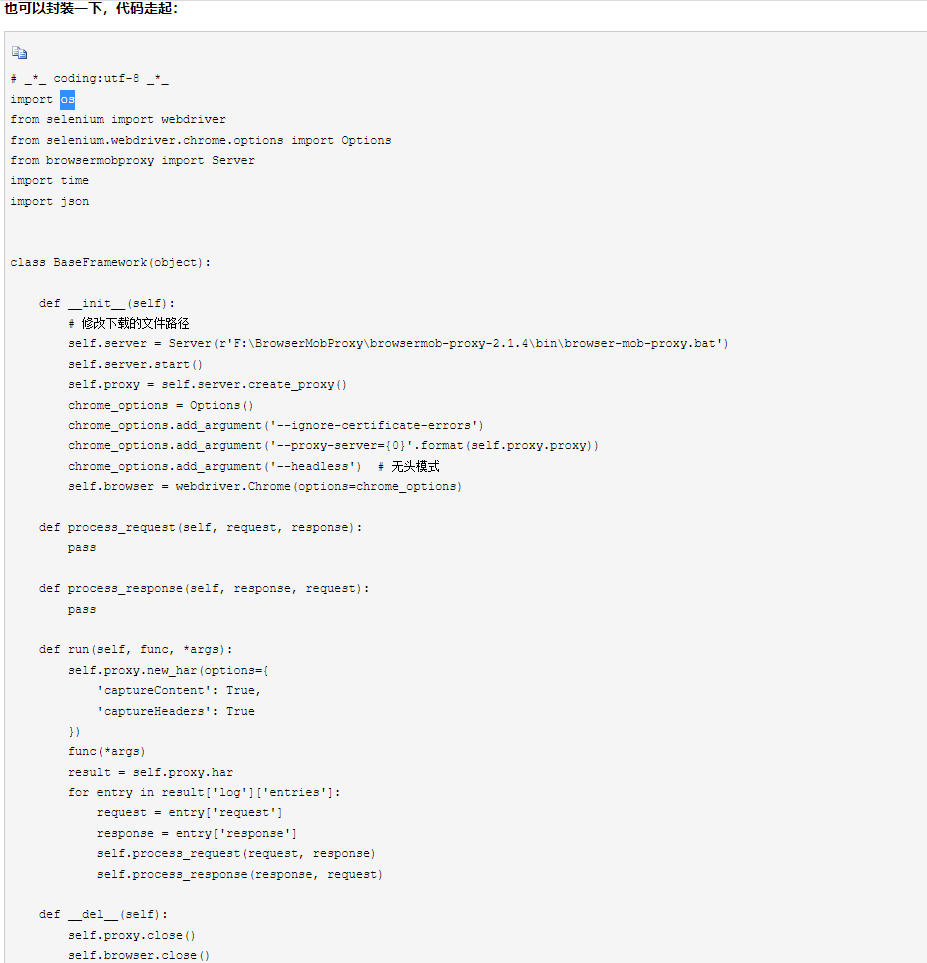 也可以封装一下，代码走起：
# _*_ coding:utf-8 _*_
import os
from selenium import webdriver
from selenium.webdriver.chrome.options import Options
from browsermobproxy import Server
import time
import json
class BaseFramework(object):
    def __init__(self):
        # 修改下载的文件路径
        self.server = Server(r'F:\BrowserMobProxy\browsermob-proxy-2.1.4\bin\browser-mob-proxy.bat')
        self.server.start()
        self.proxy = self.server.create_proxy()
        chrome_options = Options()
        chrome_options.add_argument('--ignore-certificate-errors')
        chrome_options.add_argument('--proxy-server={0}'.format(self.proxy.proxy))
        chrome_options.add_argument('--headless')  # 无头模式
        self.browser = webdriver.Chrome(options=chrome_options)
    def process_request(self, request, response):
        pass
    def process_response(self, response, request):
        pass
    def run(self, func, *args):
        self.proxy.new_har(options={
            'captureContent': True,
            'captureHeaders': True
        })
        func(*args)
        result = self.proxy.har
        for entry in result['log']['entries']:
            request = entry['request']
            response = entry['response']
            self.process_request(request, response)
            self.process_response(response, request)
    def __del__(self):
        self.proxy.close()
        self.browser.close()